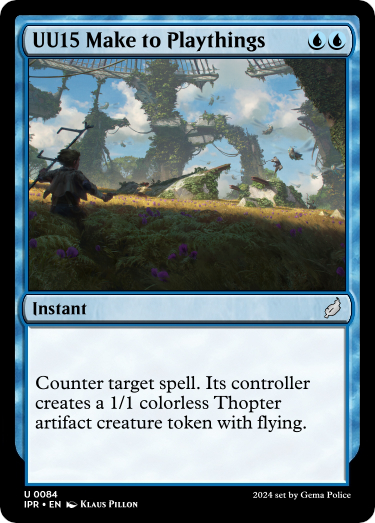 UU15 Make to Playthings
Instant
Counter target spell. Its controller
creates a 1/1 colorless Thopter
artifact creature token with flying.
U 0084
IPR • EN Klaus Pillon
2024 set by Gema Police